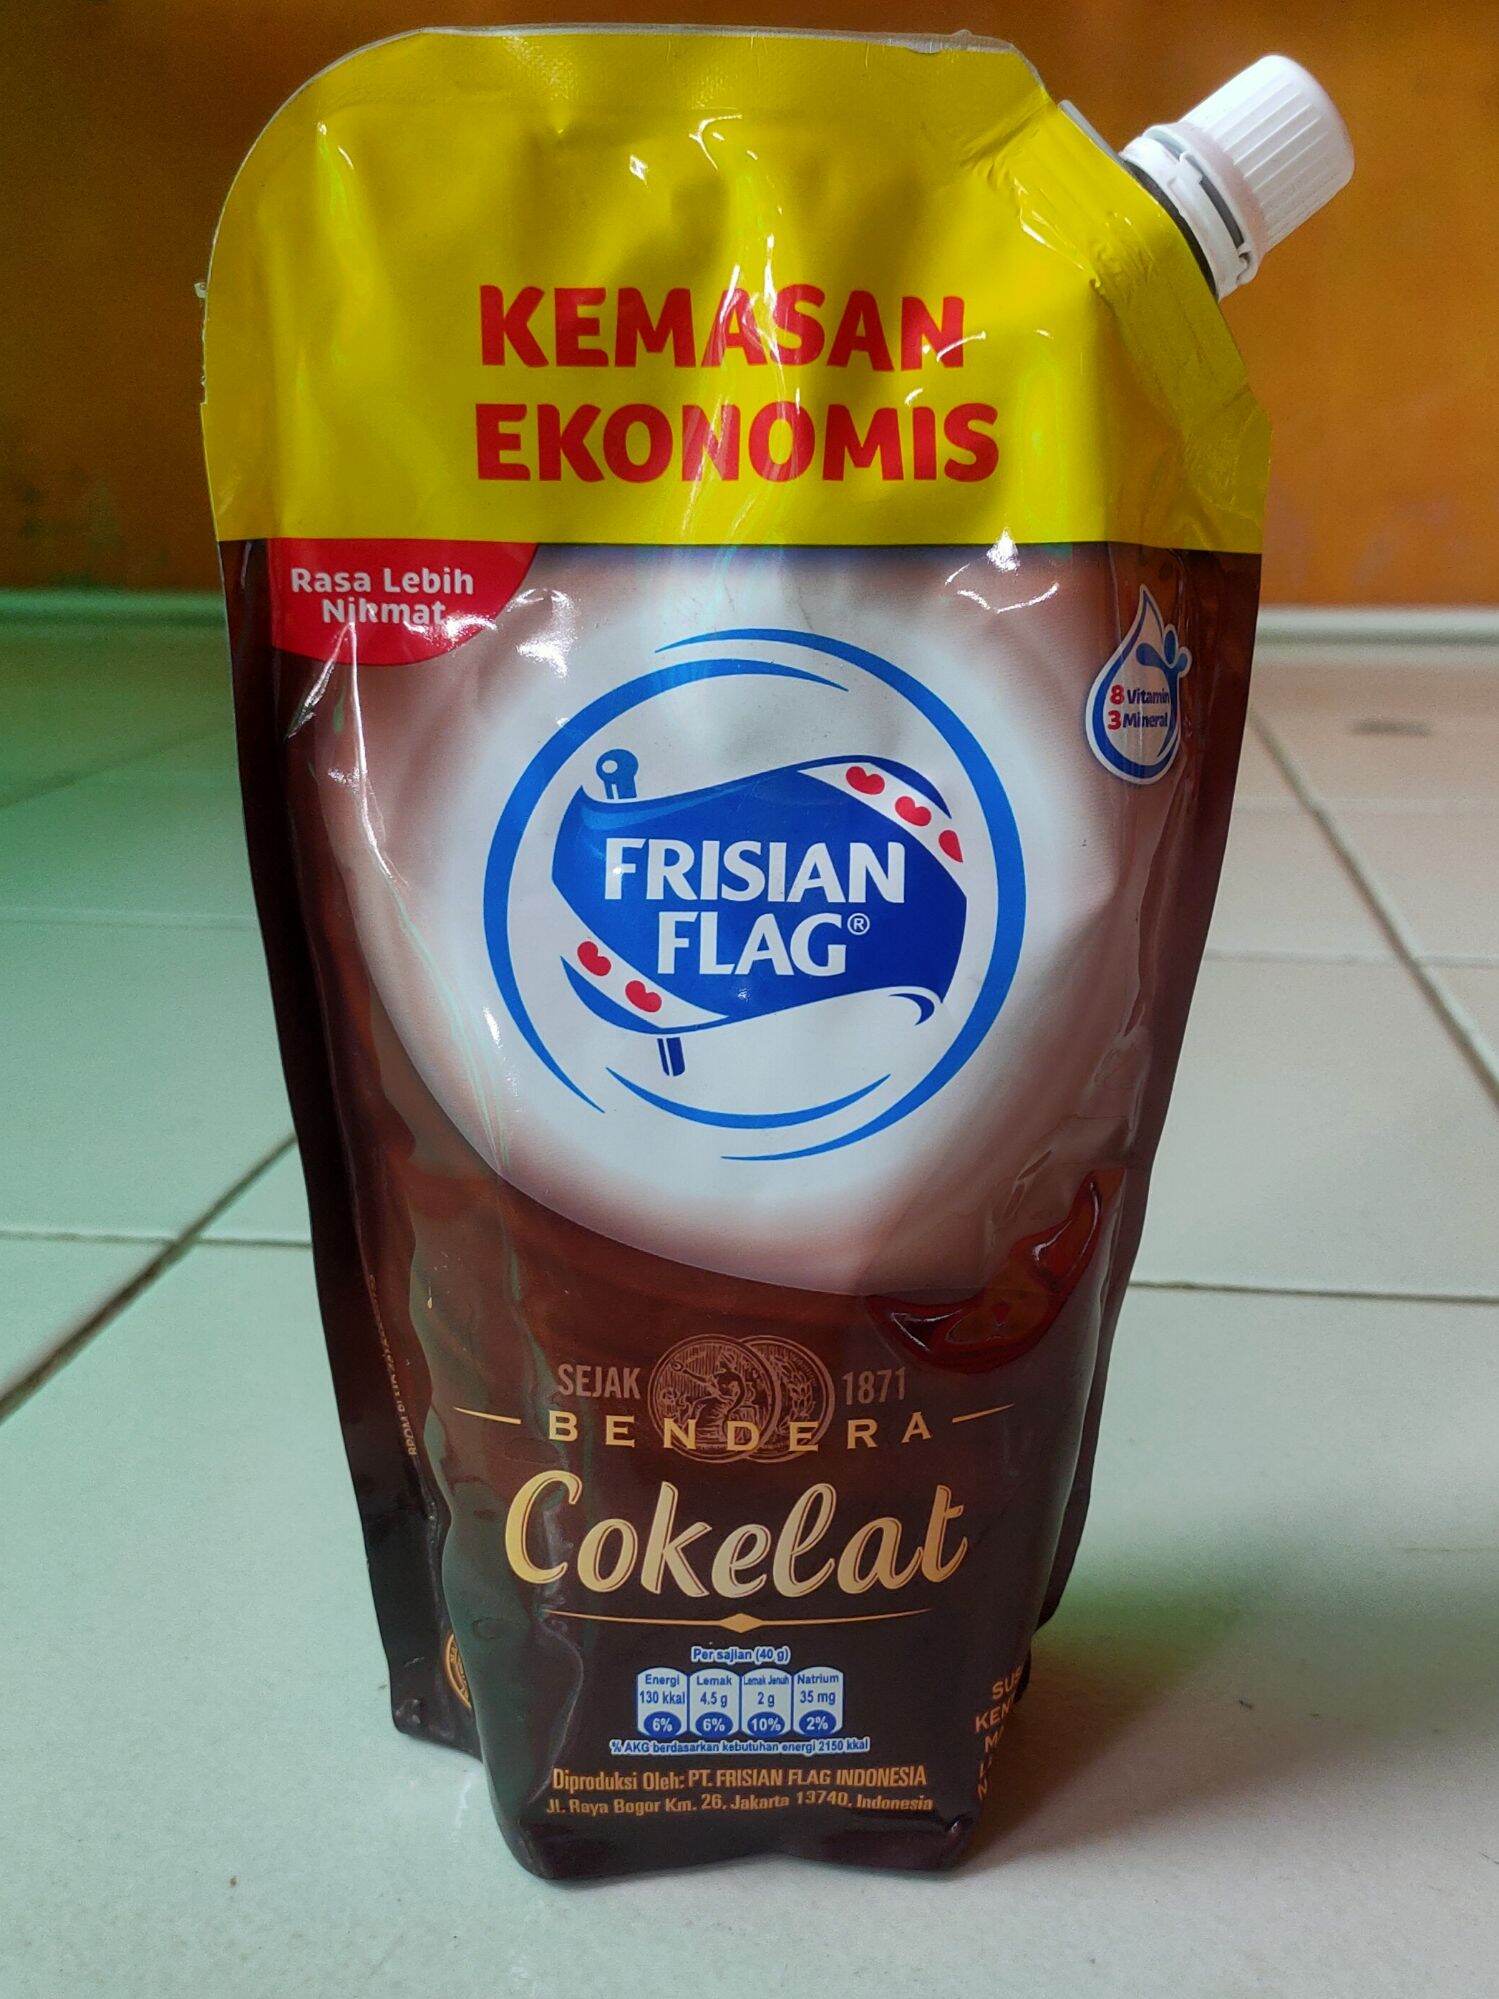 KEMASAN
EKONOMIS
Rasa Lebih
Nikmat
8 Vitamin
3 Mineral
FRISIAN
FLAG®
SEJAK 1871
BENDERA
Cokelat
Per sajian (40 g)
Energi Lemak Lemak Jenuh Natrium
130 kkal 4.5 g 2 g 35 mg
6% 6% 10% 2%
% AKG berdasarkan kebutuhan energi 2150 kkal
Diproduksi Oleh: PT. FRISIAN FLAG INDONESIA
Jl. Raya Bogor Km. 26, Jakarta 13740, Indonesia